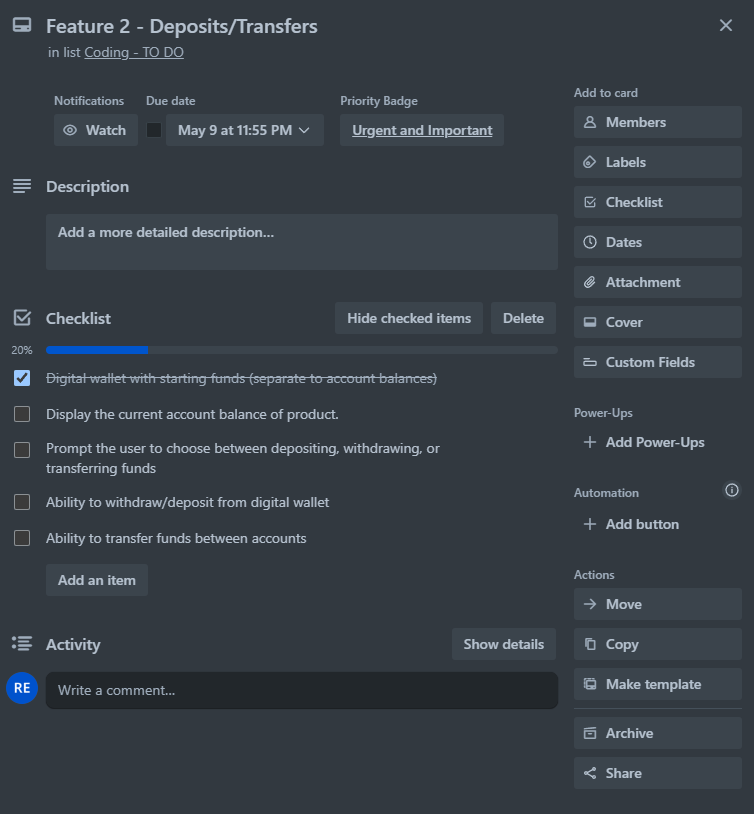 Feature 2 - Deposits/Transfers
in list Coding - TO DO
Notifications
Watch
Due date
May 9 at 11:55 PM
Priority Badge
Urgent and Important
Description
Add a more detailed description...
Checklist
Hide checked items
Delete
20%
Digital wallet with starting funds (separate to account balances)
Display the current account balance of product.
Prompt the user to choose between depositing, withdrawing, or
transferring funds
Ability to withdraw/deposit from digital wallet
Ability to transfer funds between accounts
Add an item
Activity
Show details
RE
Write a comment...
Add to card
Members
Labels
Checklist
Dates
Attachment
Cover
Custom Fields
Power-Ups
Add Power-Ups
Automation
Add button
Actions
Move
Copy
Make template
Archive
Share